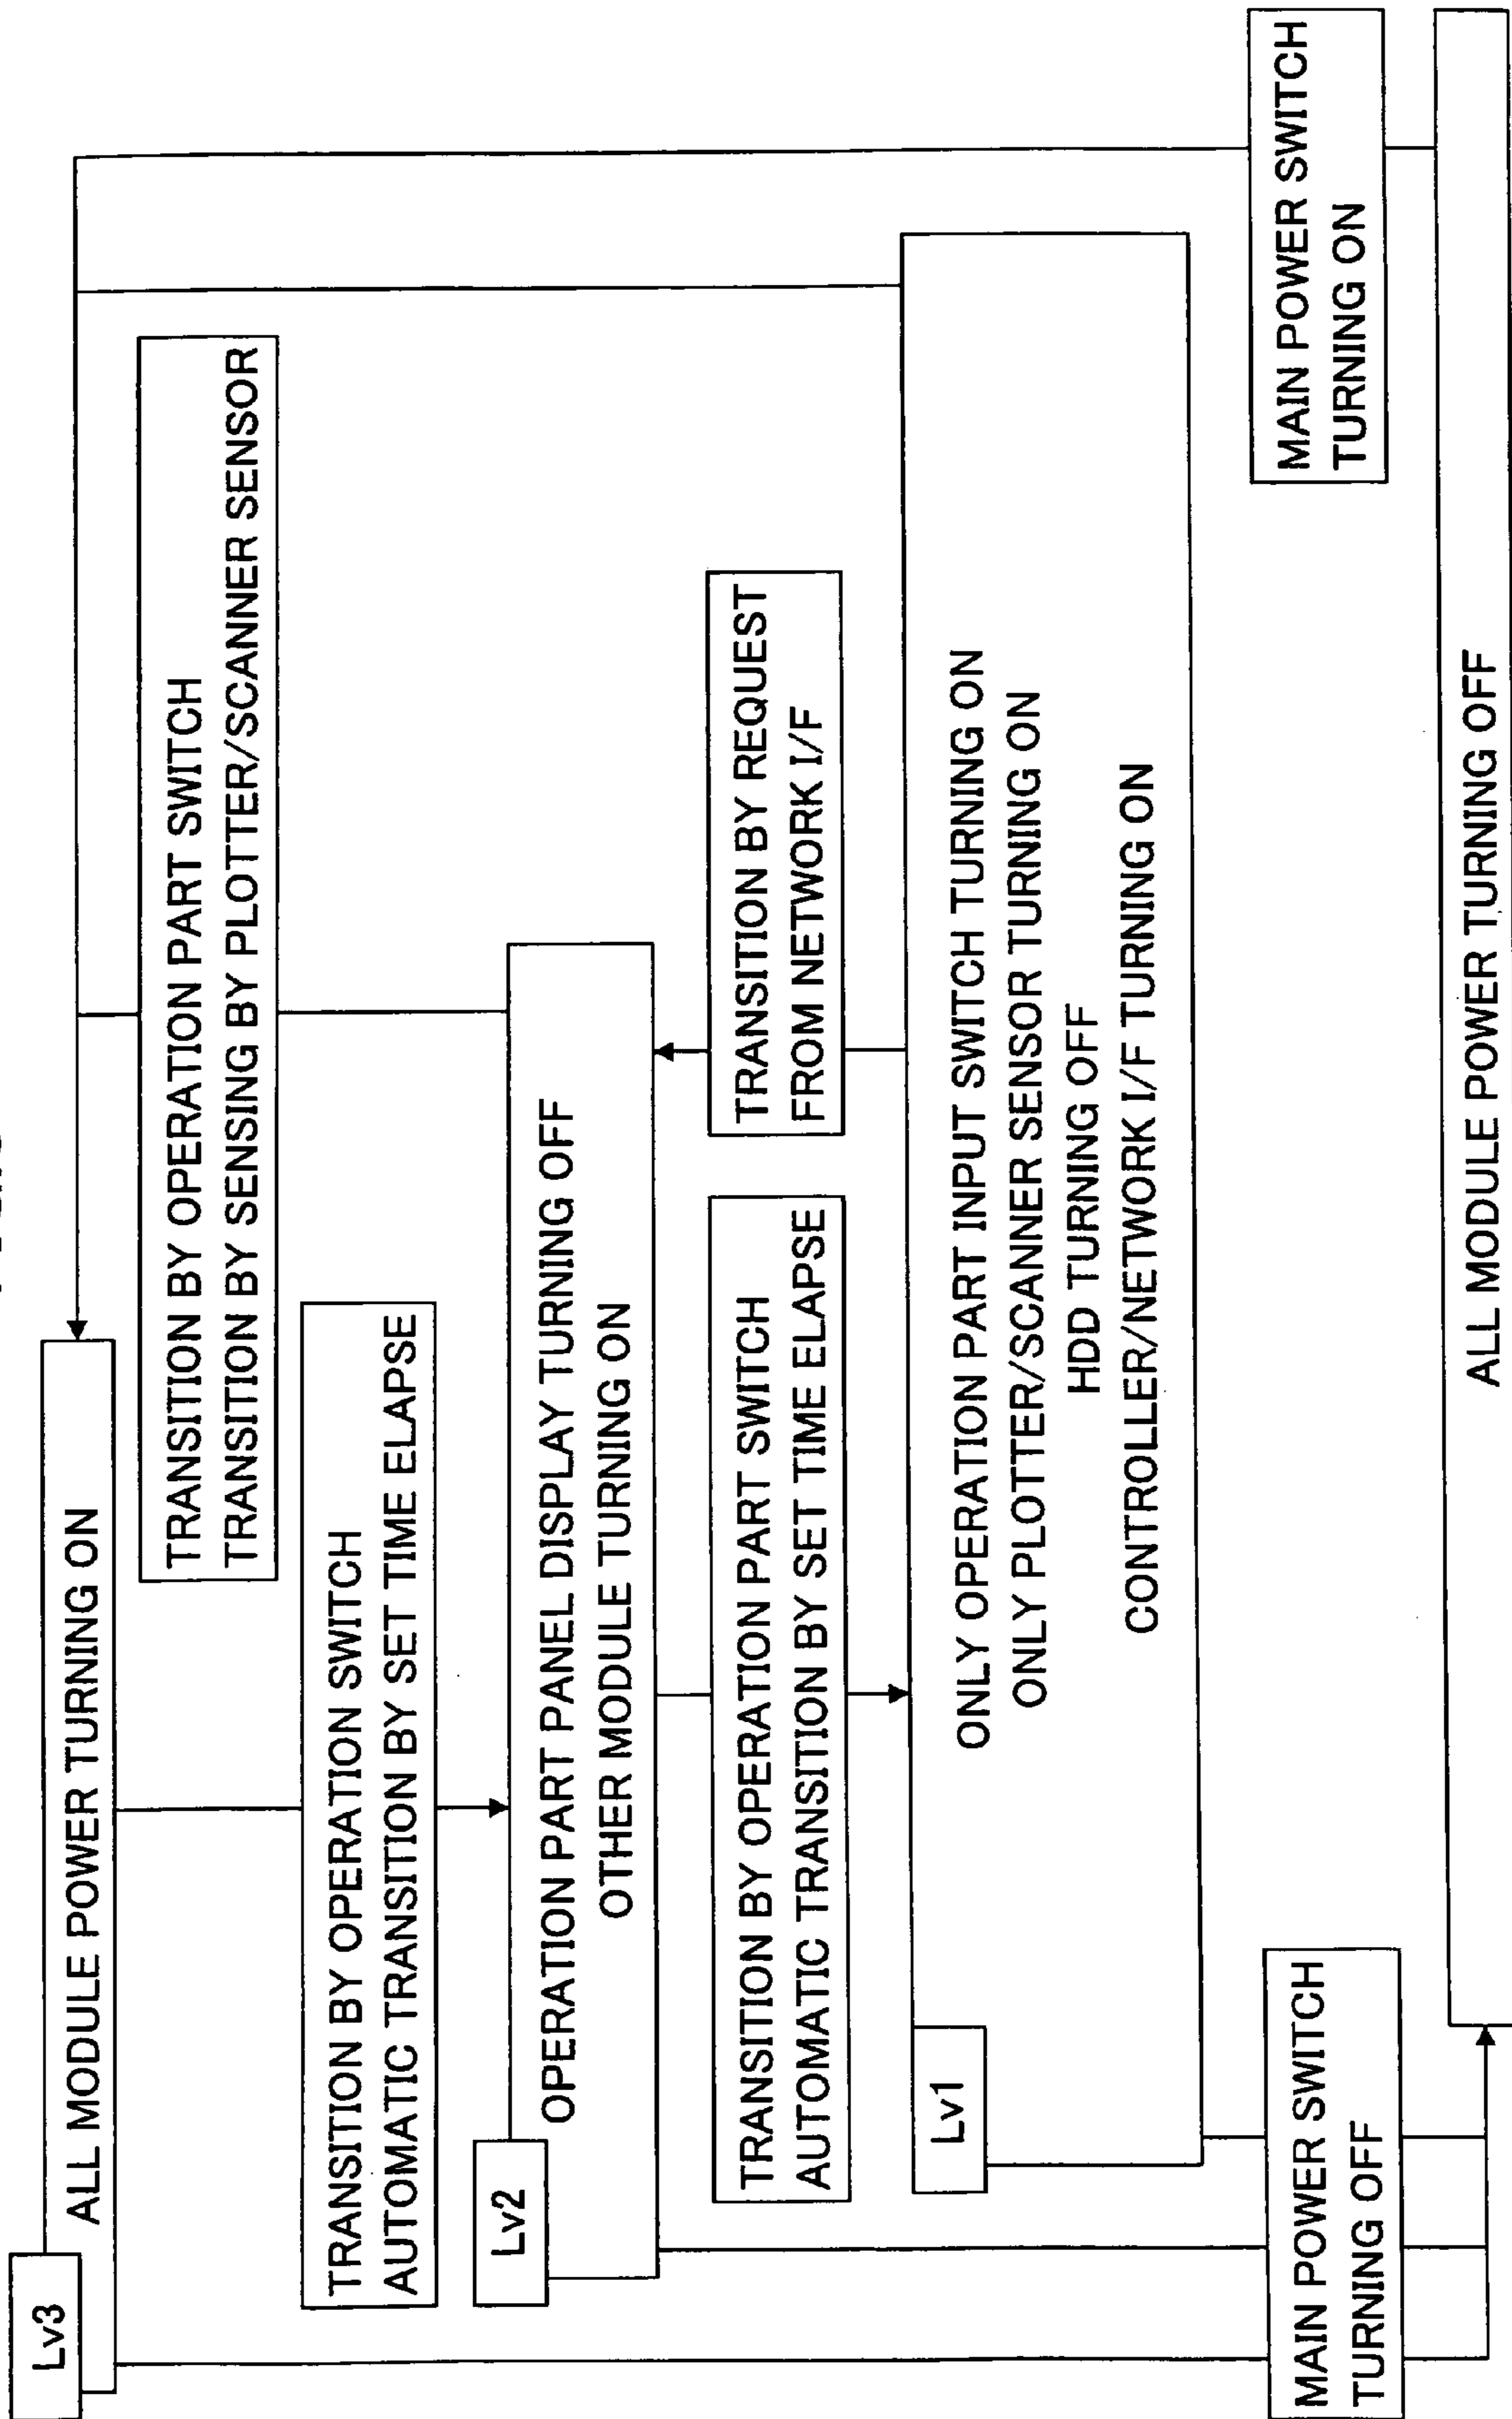 Lv3
ALL MODULE POWER TURNING ON
TRANSITION BY OPERATION PART SWITCH
TRANSITION BY SENSING BY PLOTTER/SCANNER SENSOR
TRANSITION BY OPERATION SWITCH
AUTOMATIC TRANSITION BY SET TIME ELAPSE
Lv2
OPERATION PART PANEL DISPLAY TURNING OFF
OTHER MODULE TURNING ON
TRANSITION BY OPERATION PART SWITCH
AUTOMATIC TRANSITION BY SET TIME ELAPSE
TRANSITION BY REQUEST
FROM NETWORK I/F
Lv1
ONLY OPERATION PART INPUT SWITCH TURNING ON
ONLY PLOTTER/SCANNER SENSOR TURNING ON
HDD TURNING OFF
CONTROLLER/NETWORK I/F TURNING ON
MAIN POWER SWITCH
TURNING OFF
MAIN POWER SWITCH
TURNING ON
ALL MODULE POWER TURNING OFF